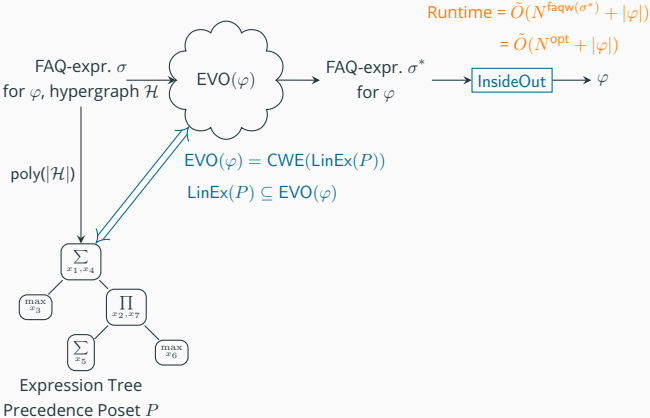 Runtime = Õ(N^faqw(σ*) + |φ|)
= Õ(N^opt + |φ|)
FAQ-expr. σ
for φ, hypergraph ℋ
EVO(φ)
FAQ-expr. σ*
for φ
InsideOut
φ
EVO(φ) = CWE(LinEx(P))
LinEx(P) ⊆ EVO(φ)
poly(|ℋ|)
∑
x₁,x₄
max
x₃
∏
x₂,x₇
∑
x₅
max
x₆
Expression Tree
Precedence Poset P